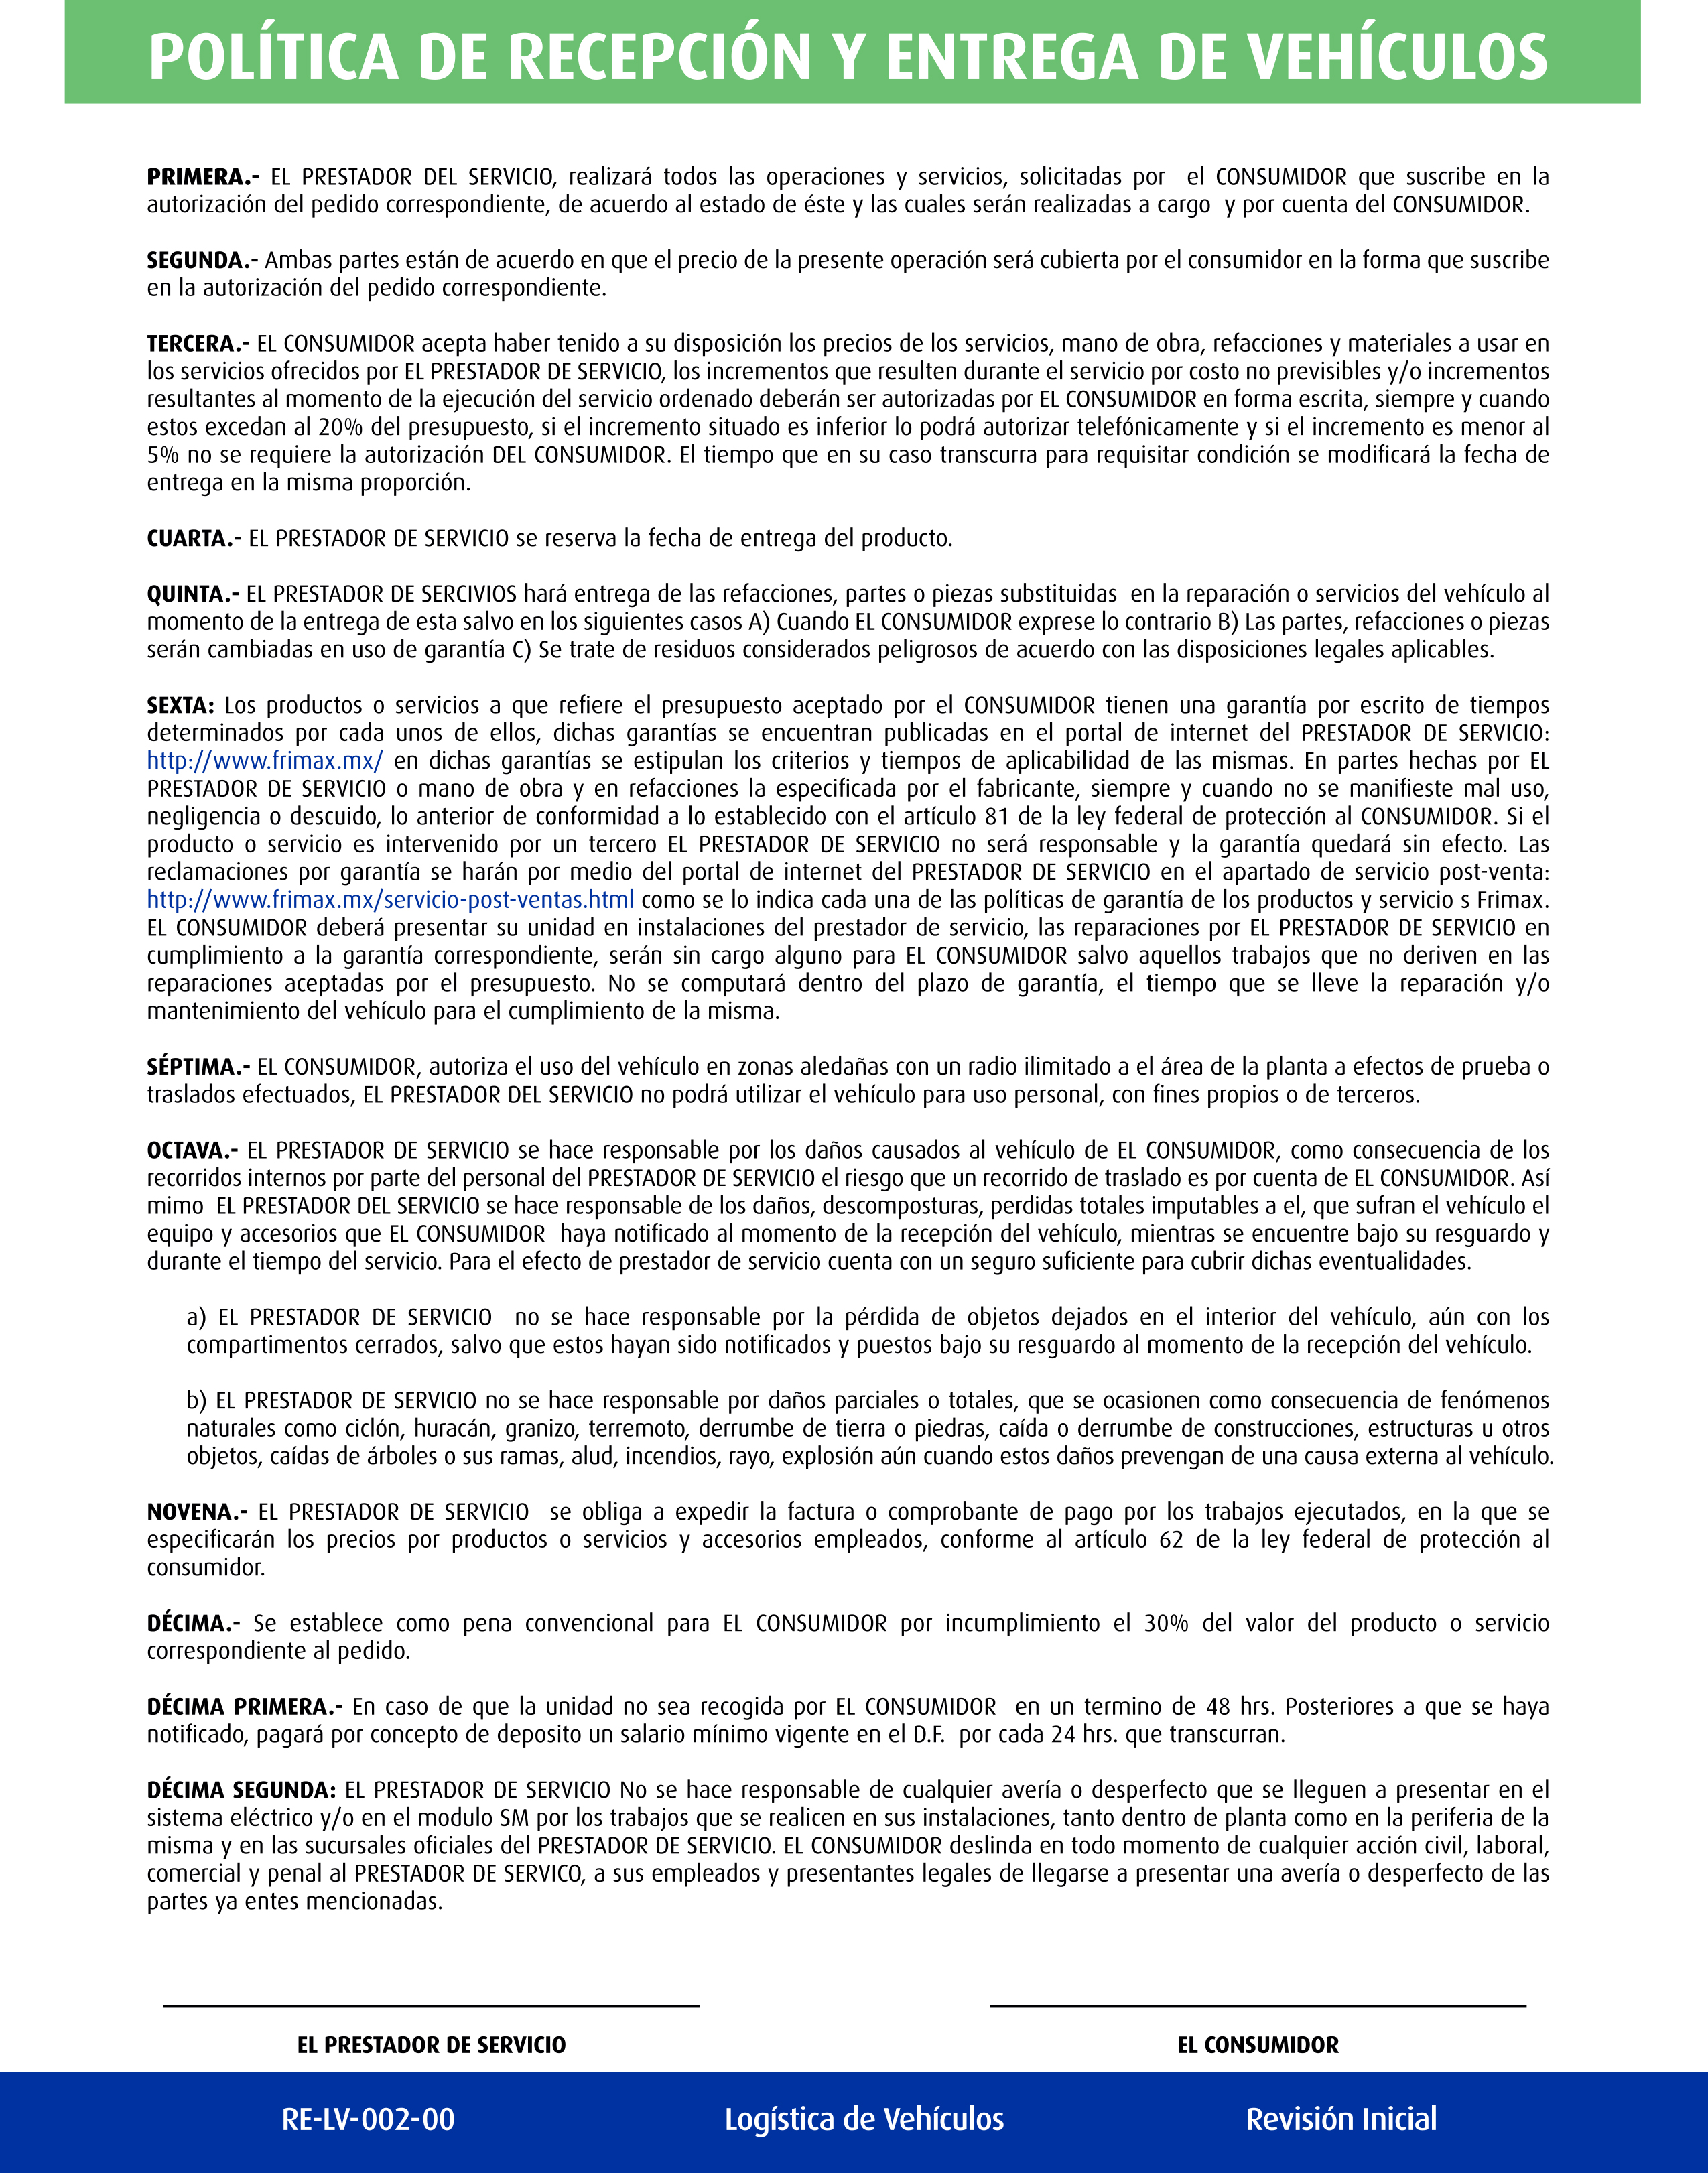 POLÍTICA DE RECEPCIÓN Y ENTREGA DE VEHÍCULOS
PRIMERA.- EL PRESTADOR DEL SERVICIO, realizará todos las operaciones y servicios, solicitadas por el CONSUMIDOR que suscribe en la
autorización del pedido correspondiente, de acuerdo al estado de éste y las cuales serán realizadas a cargo y por cuenta del CONSUMIDOR.
SEGUNDA.- Ambas partes están de acuerdo en que el precio de la presente operación será cubierta por el consumidor en la forma que suscribe
en la autorización del pedido correspondiente.
TERCERA.- EL CONSUMIDOR acepta haber tenido a su disposición los precios de los servicios, mano de obra, refacciones y materiales a usar en
los servicios ofrecidos por EL PRESTADOR DE SERVICIO, los incrementos que resulten durante el servicio por costo no previsibles y/o incrementos
resultantes al momento de la ejecución del servicio ordenado deberán ser autorizadas por EL CONSUMIDOR en forma escrita, siempre y cuando
estos excedan al 20% del presupuesto, si el incremento situado es inferior lo podrá autorizar telefónicamente y si el incremento es menor al
5% no se requiere la autorización DEL CONSUMIDOR. El tiempo que en su caso transcurra para requisitar condición se modificará la fecha de
entrega en la misma proporción.
CUARTA.- EL PRESTADOR DE SERVICIO se reserva la fecha de entrega del producto.
QUINTA.- EL PRESTADOR DE SERCIVIOS hará entrega de las refacciones, partes o piezas substituidas en la reparación o servicios del vehículo al
momento de la entrega de esta salvo en los siguientes casos A) Cuando EL CONSUMIDOR exprese lo contrario B) Las partes, refacciones o piezas
serán cambiadas en uso de garantía C) Se trate de residuos considerados peligrosos de acuerdo con las disposiciones legales aplicables.
SEXTA: Los productos o servicios a que refiere el presupuesto aceptado por el CONSUMIDOR tienen una garantía por escrito de tiempos
determinados por cada unos de ellos, dichas garantías se encuentran publicadas en el portal de internet del PRESTADOR DE SERVICIO:
http://www.frimax.mx/ en dichas garantías se estipulan los criterios y tiempos de aplicabilidad de las mismas. En partes hechas por EL
PRESTADOR DE SERVICIO o mano de obra y en refacciones la especificada por el fabricante, siempre y cuando no se manifieste mal uso,
negligencia o descuido, lo anterior de conformidad a lo establecido con el artículo 81 de la ley federal de protección al CONSUMIDOR. Si el
producto o servicio es intervenido por un tercero EL PRESTADOR DE SERVICIO no será responsable y la garantía quedará sin efecto. Las
reclamaciones por garantía se harán por medio del portal de internet del PRESTADOR DE SERVICIO en el apartado de servicio post-venta:
http://www.frimax.mx/servicio-post-ventas.html como se lo indica cada una de las políticas de garantía de los productos y servicio s Frimax.
EL CONSUMIDOR deberá presentar su unidad en instalaciones del prestador de servicio, las reparaciones por EL PRESTADOR DE SERVICIO en
cumplimiento a la garantía correspondiente, serán sin cargo alguno para EL CONSUMIDOR salvo aquellos trabajos que no deriven en las
reparaciones aceptadas por el presupuesto. No se computará dentro del plazo de garantía, el tiempo que se lleve la reparación y/o
mantenimiento del vehículo para el cumplimiento de la misma.
SÉPTIMA.- EL CONSUMIDOR, autoriza el uso del vehículo en zonas aledañas con un radio ilimitado a el área de la planta a efectos de prueba o
traslados efectuados, EL PRESTADOR DEL SERVICIO no podrá utilizar el vehículo para uso personal, con fines propios o de terceros.
OCTAVA.- EL PRESTADOR DE SERVICIO se hace responsable por los daños causados al vehículo de EL CONSUMIDOR, como consecuencia de los
recorridos internos por parte del personal del PRESTADOR DE SERVICIO el riesgo que un recorrido de traslado es por cuenta de EL CONSUMIDOR. Así
mimo EL PRESTADOR DEL SERVICIO se hace responsable de los daños, descomposturas, perdidas totales imputables a el, que sufran el vehículo el
equipo y accesorios que EL CONSUMIDOR haya notificado al momento de la recepción del vehículo, mientras se encuentre bajo su resguardo y
durante el tiempo del servicio. Para el efecto de prestador de servicio cuenta con un seguro suficiente para cubrir dichas eventualidades.
a) EL PRESTADOR DE SERVICIO no se hace responsable por la pérdida de objetos dejados en el interior del vehículo, aún con los
compartimentos cerrados, salvo que estos hayan sido notificados y puestos bajo su resguardo al momento de la recepción del vehículo.
b) EL PRESTADOR DE SERVICIO no se hace responsable por daños parciales o totales, que se ocasionen como consecuencia de fenómenos
naturales como ciclón, huracán, granizo, terremoto, derrumbe de tierra o piedras, caída o derrumbe de construcciones, estructuras u otros
objetos, caídas de árboles o sus ramas, alud, incendios, rayo, explosión aún cuando estos daños prevengan de una causa externa al vehículo.
NOVENA.- EL PRESTADOR DE SERVICIO se obliga a expedir la factura o comprobante de pago por los trabajos ejecutados, en la que se
especificarán los precios por productos o servicios y accesorios empleados, conforme al artículo 62 de la ley federal de protección al
consumidor.
DÉCIMA.- Se establece como pena convencional para EL CONSUMIDOR por incumplimiento el 30% del valor del producto o servicio
correspondiente al pedido.
DÉCIMA PRIMERA.- En caso de que la unidad no sea recogida por EL CONSUMIDOR en un termino de 48 hrs. Posteriores a que se haya
notificado, pagará por concepto de deposito un salario mínimo vigente en el D.F. por cada 24 hrs. que transcurran.
DÉCIMA SEGUNDA: EL PRESTADOR DE SERVICIO No se hace responsable de cualquier avería o desperfecto que se lleguen a presentar en el
sistema eléctrico y/o en el modulo SM por los trabajos que se realicen en sus instalaciones, tanto dentro de planta como en la periferia de la
misma y en las sucursales oficiales del PRESTADOR DE SERVICIO. EL CONSUMIDOR deslinda en todo momento de cualquier acción civil, laboral,
comercial y penal al PRESTADOR DE SERVICO, a sus empleados y presentantes legales de llegarse a presentar una avería o desperfecto de las
partes ya entes mencionadas.
EL PRESTADOR DE SERVICIO EL CONSUMIDOR
RE-LV-002-00 Logística de Vehículos Revisión Inicial